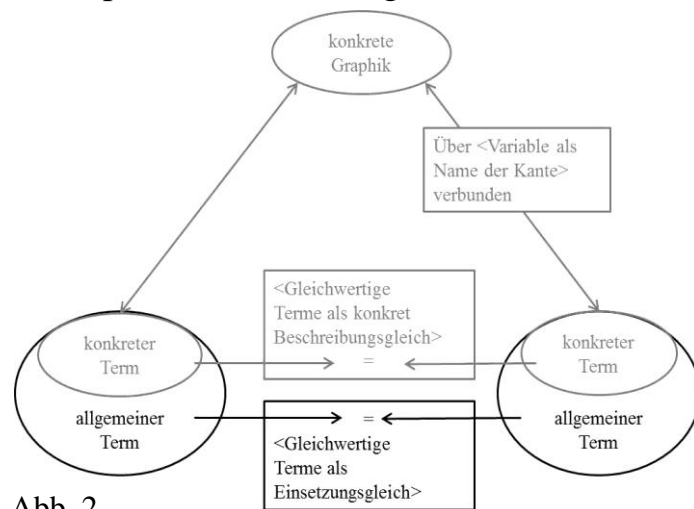 konkrete
Graphik
Über <Variable als
Name der Kante>
verbunden
<Gleichwertige
Terme als konkret
Beschreibungsgleich>
=
konkreter
Term
konkreter
Term
allgemeiner
Term
=
allgemeiner
Term
<Gleichwertige
Terme als
Einsetzungsgleich>
Abb. 2